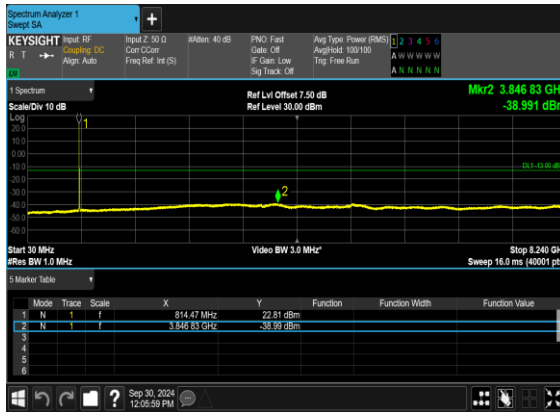 Spectrum Analyzer 1
Swept SA
+
KEYSIGHT Input: RF Input Z: 50 Ω #Atten: 40 dB PNO: Fast Avg Type: Power (RMS) 1 2 3 4 5 6
R T Coupling: DC Corr CCorr Gate: Off Avg|Hold: 100/100 A W W W W W
Align: Auto Freq Ref: Int (S) IF Gain: Low Trig: Free Run
Sig Track: Off A N N N N N
1 Spectrum Ref Lvl Offset 7.50 dB Mkr2 3.846 83 GHz
Scale/Div 10 dB Ref Level 30.00 dBm -38.991 dBm
Log
1
20.0
10.0
0.00
-10.0
DL1 -13.00 dB
-20.0
-30.0
2
-40.0
-50.0
-60.0
Start 30 MHz Video BW 3.0 MHz* Stop 8.240 GH
#Res BW 1.0 MHz Sweep 16.0 ms (40001 pt
5 Marker Table
Mode Trace Scale X Y Function Function Width Function Value
1 N 1 f 814.47 MHz 22.81 dBm
2 N 1 f 3.846 83 GHz -38.99 dBm
3
4
5
6
? Sep 30, 2024
12:05:59 PM